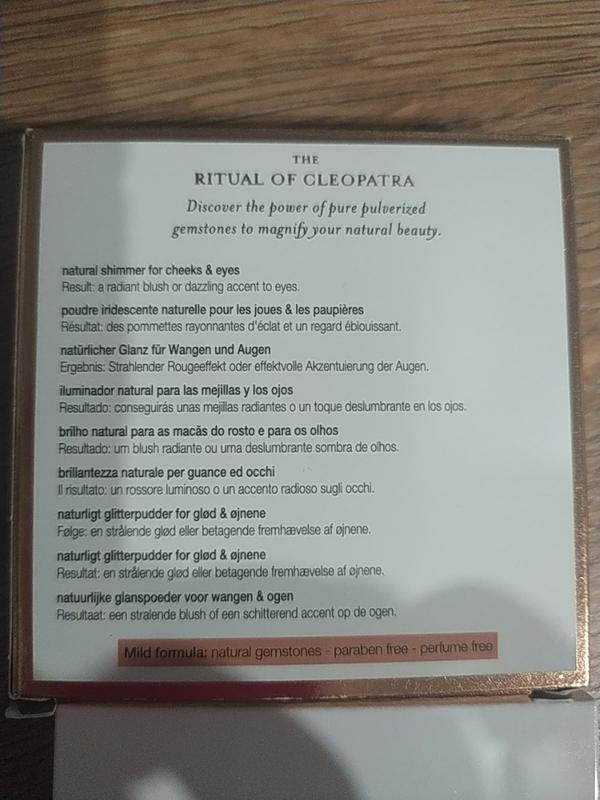 THE
RITUAL OF CLEOPATRA
Discover the power of pure pulverized
gemstones to magnify your natural beauty.
natural shimmer for cheeks & eyes
Result: a radiant blush or dazzling accent to eyes.
poudre iridescente naturelle pour les joues & les paupières
Résultat: des pommettes rayonnantes d'éclat et un regard éblouissant.
natürlicher Glanz für Wangen und Augen
Ergebnis: Strahlender Rougeeffekt oder effektvolle Akzentuierung der Augen.
iluminador natural para las mejillas y los ojos
Resultado: conseguirás unas mejillas radiantes o un toque deslumbrante en los ojos.
brilho natural para as macãs do rosto e para os olhos
Resultado: um blush radiante ou uma deslumbrante sombra de olhos.
brillantezza naturale per guance ed occhi
Il risultato: un rossore luminoso o un accento radioso sugli occhi.
naturligt glitterpudder for glød & øjnene
Følge: en strålende glød eller betagende fremhævelse af øjnene.
naturligt glitterpudder for glød & øjnene
Resultat: en strålende glød eller betagende fremhævelse af øjnene.
natuurlijke glanspoeder voor wangen & ogen
Resultaat: een stralende blush of een schitterend accent op de ogen.
Mild formula: natural gemstones - paraben free - perfume free